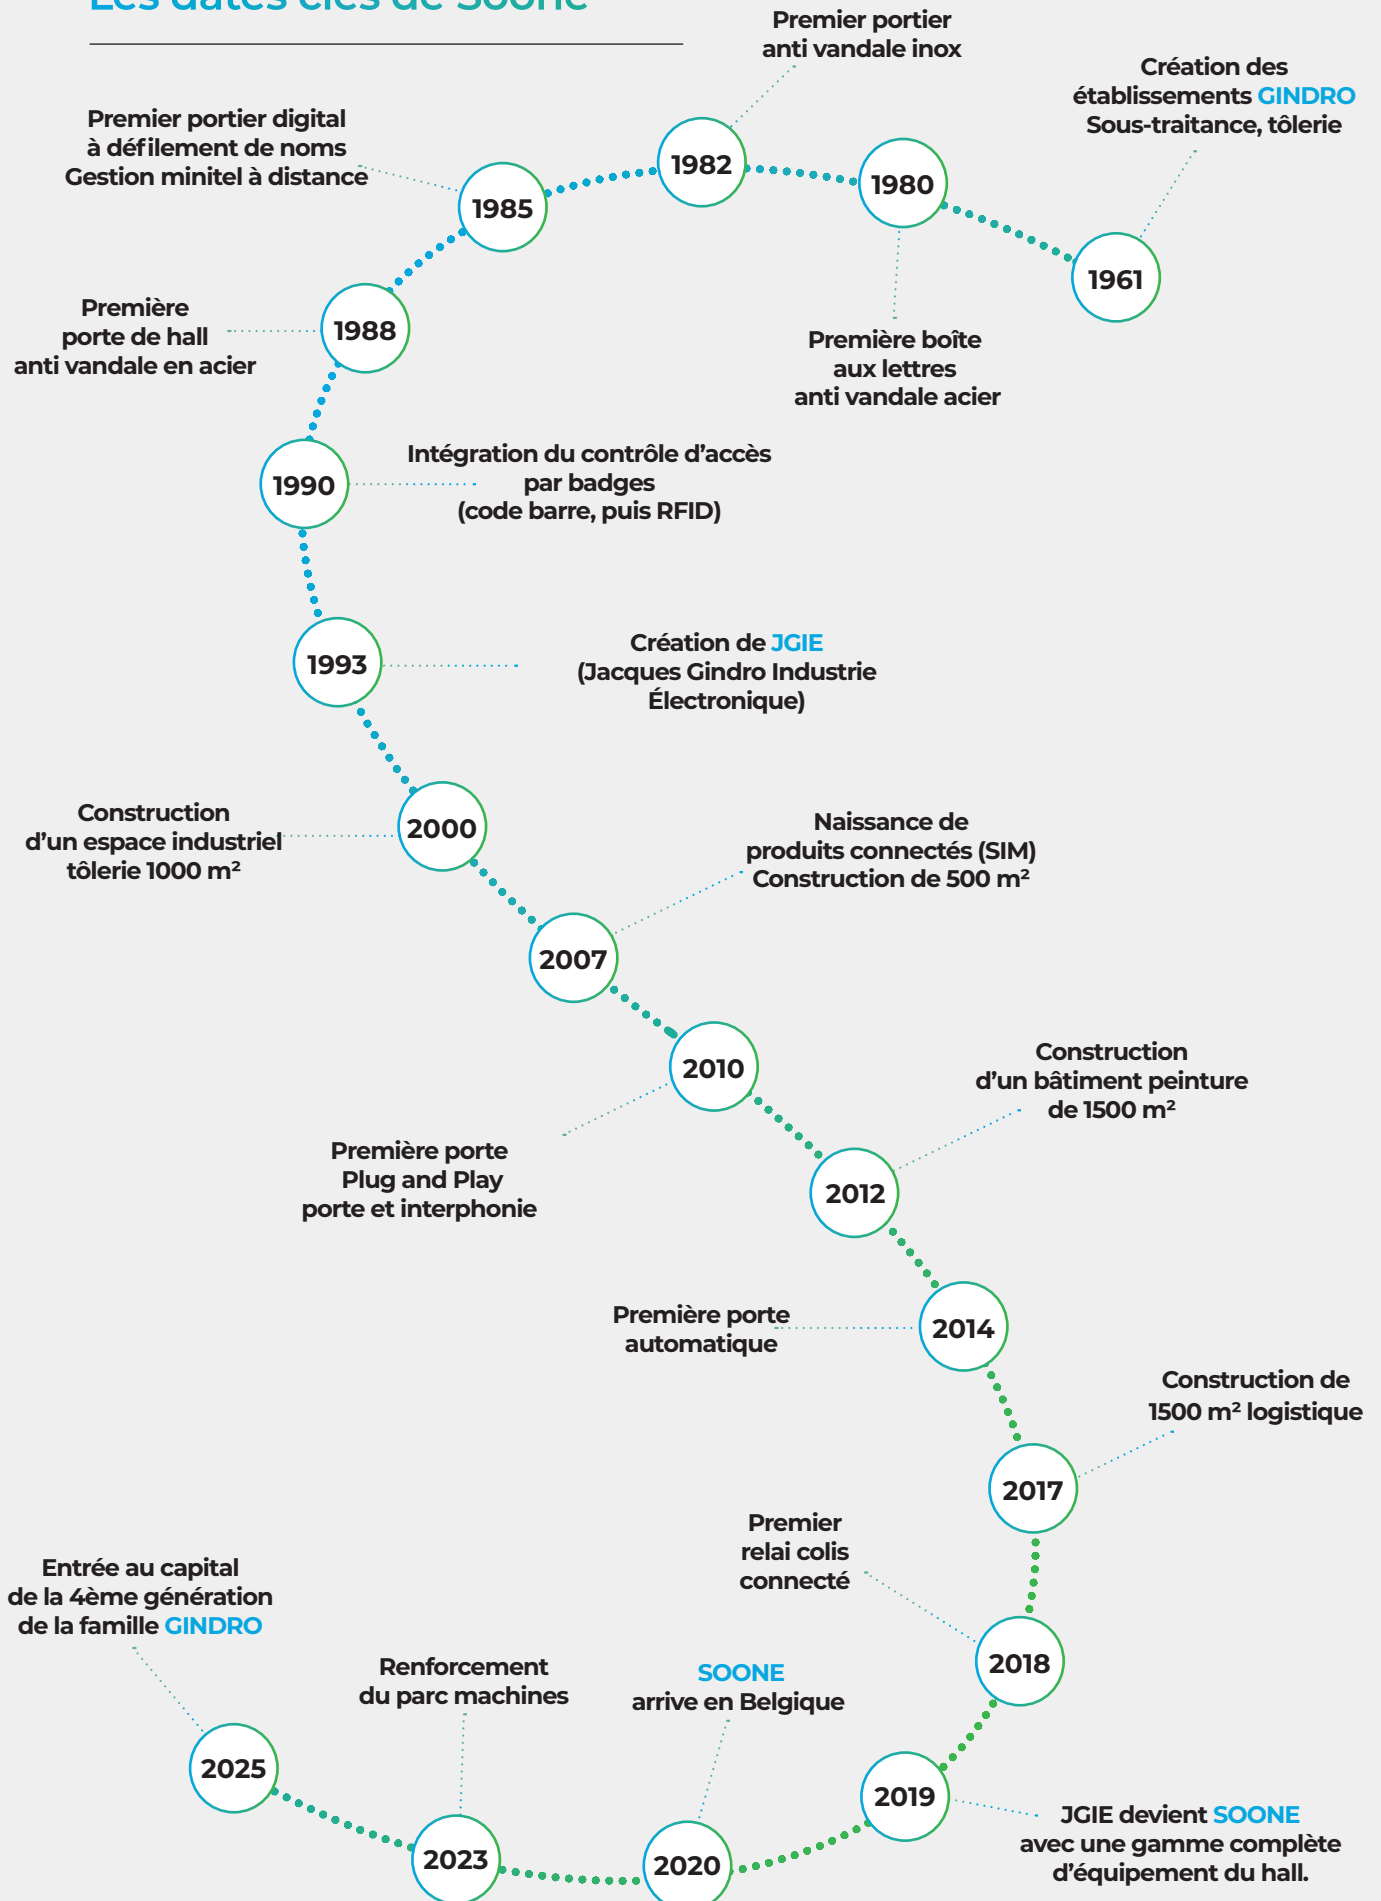 Les dates clés de Soone
Premier portier
anti vandale inox
Création des
établissements GINDRO
Sous-traitance, tôlerie
Premier portier digital
à défilement de noms
Gestion minitel à distance
1982
1980
1985
1961
Première
porte de hall
anti vandale en acier
1988
Première boîte
aux lettres
anti vandale acier
1990
Intégration du contrôle d’accès
par badges
(code barre, puis RFID)
1993
Création de JGIE
(Jacques Gindro Industrie
Électronique)
Construction
d’un espace industriel
tôlerie 1000 m²
2000
Naissance de
produits connectés (SIM)
Construction de 500 m²
2007
2010
Construction
d’un bâtiment peinture
de 1500 m²
Première porte
Plug and Play
porte et interphonie
2012
Première porte
automatique
2014
Construction de
1500 m² logistique
2017
Premier
relai colis
connecté
2018
Entrée au capital
de la 4ème génération
de la famille GINDRO
Renforcement
du parc machines
SOONE
arrive en Belgique
2025
2019
JGIE devient SOONE
avec une gamme complète
d’équipement du hall.
2023
2020